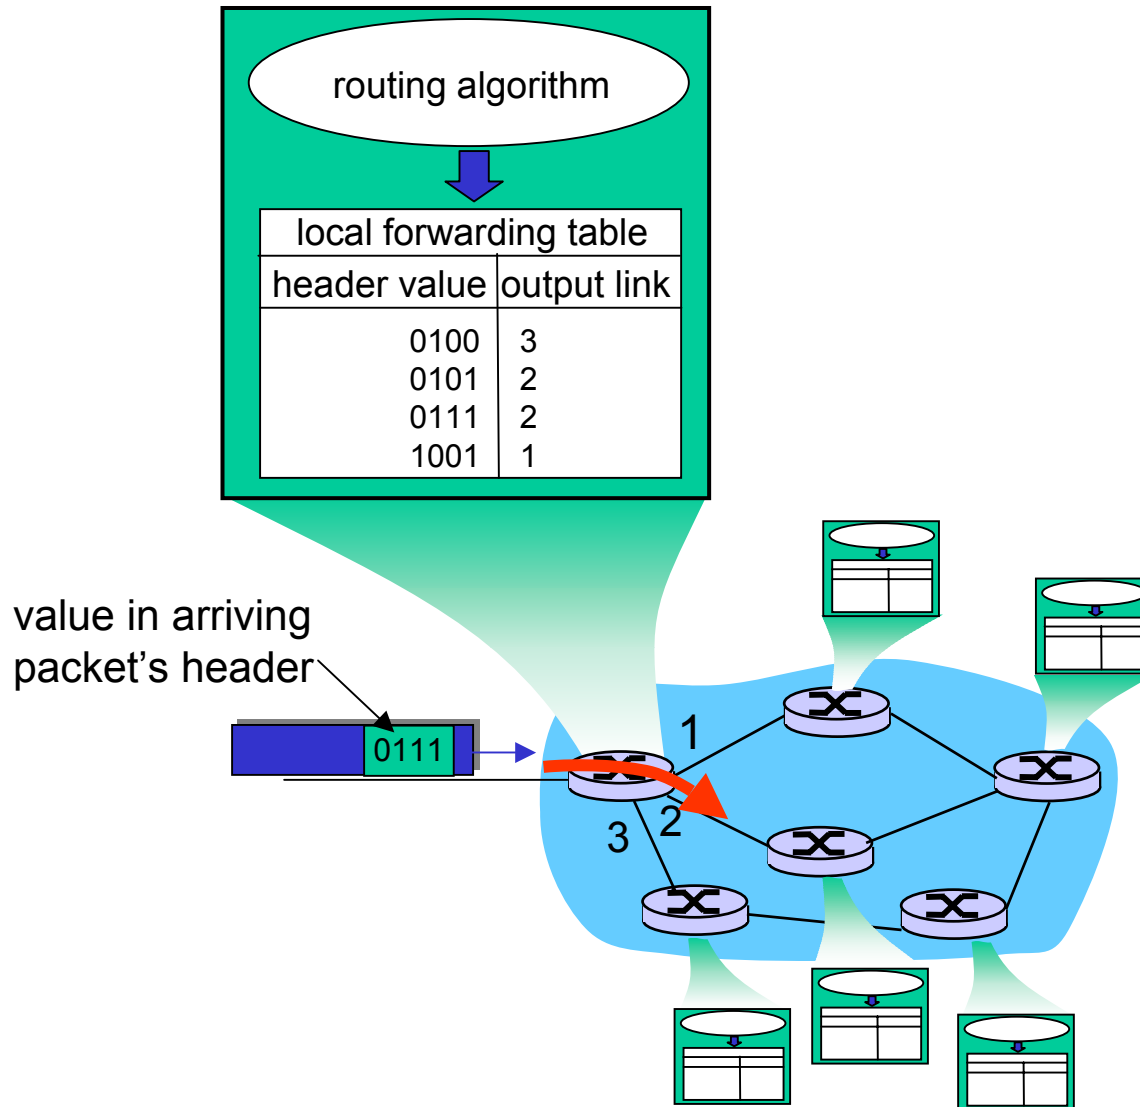 routing algorithm
local forwarding table
header value output link
0100 3
0101 2
0111 2
1001 1
value in arriving
packet’s header
0111
1
2
3